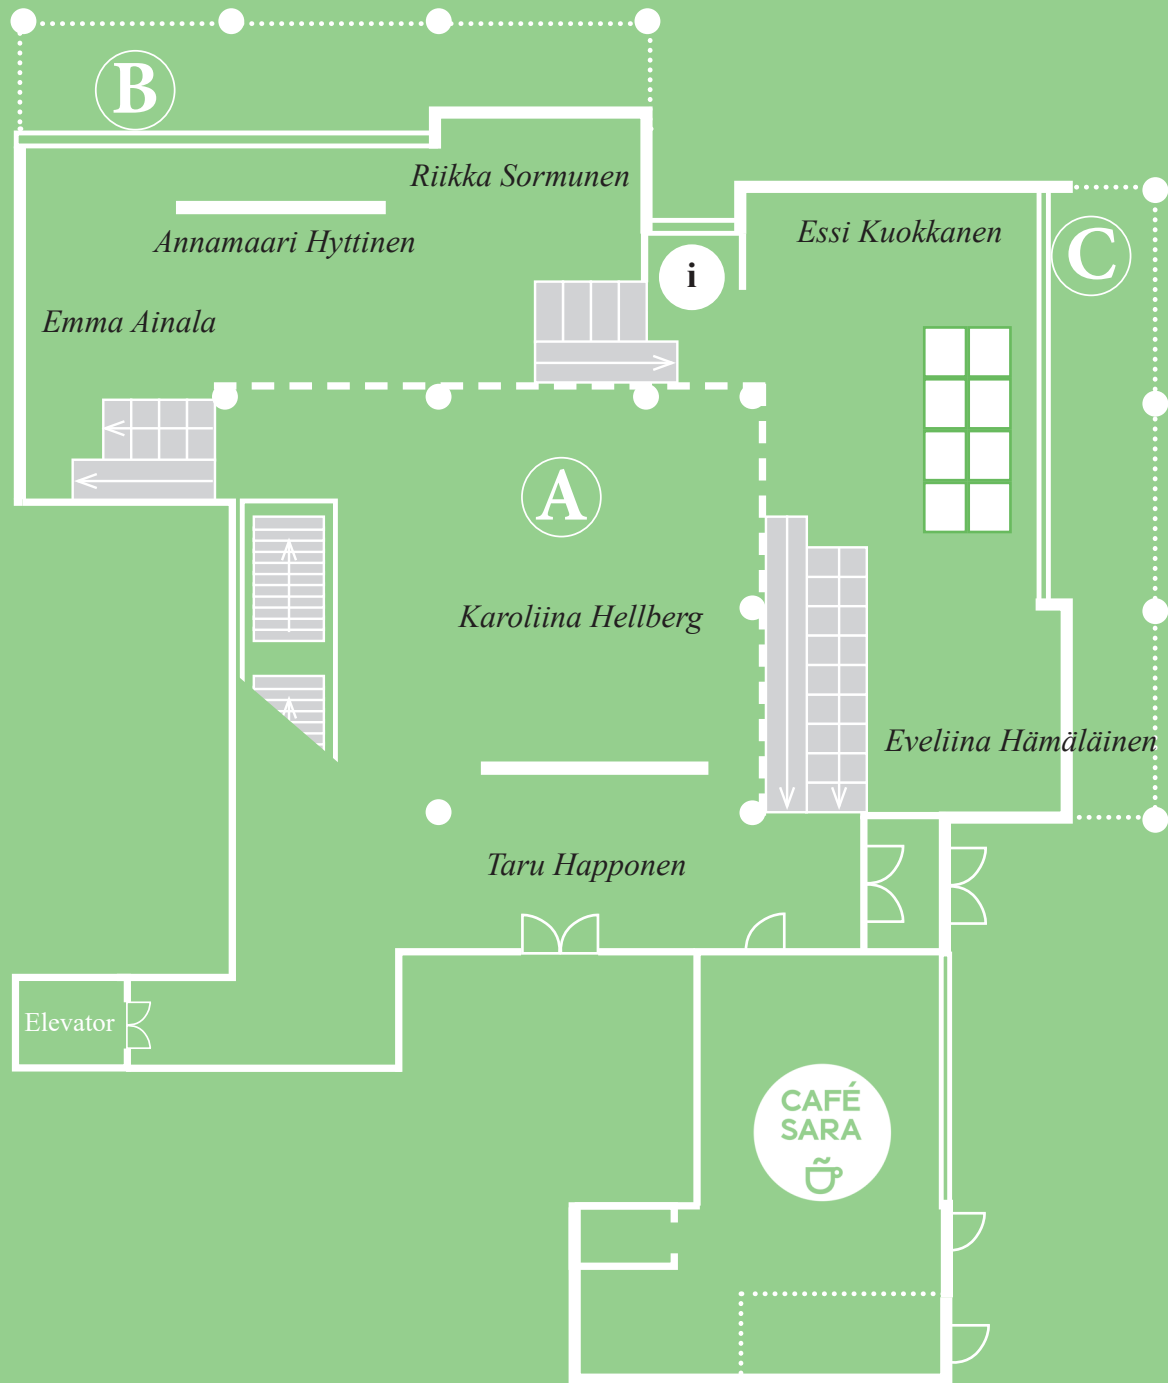 B
Riikka Sormunen
Annamaari Hyttinen
Essi Kuokkanen
C
i
Emma Ainala
A
Karoliina Hellberg
Eveliina Hämäläinen
Taru Happonen
Elevator
CAFÉ
SARA